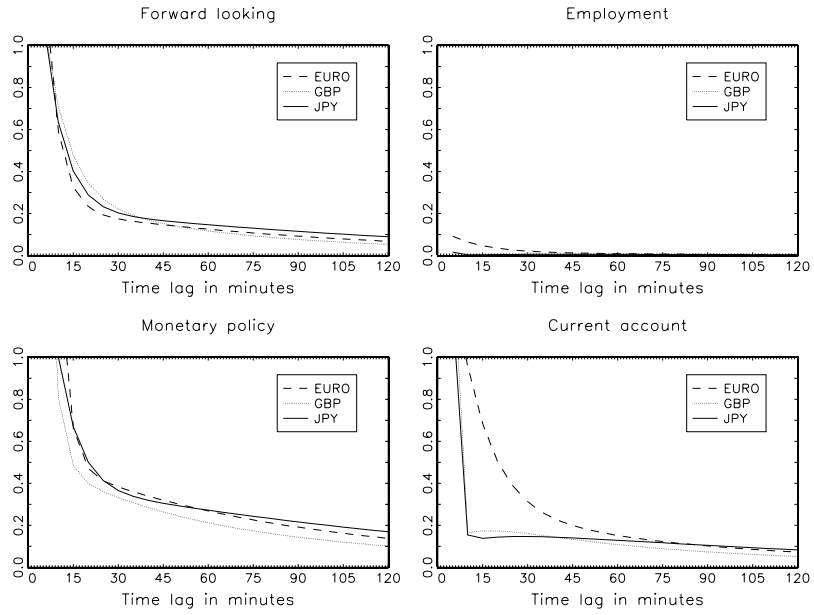 Forward looking
1.0
0.8
0.6
0.4
0.2
0.0
EURO
GBP
JPY
0 15 30 45 60 75 90 105 120
Time lag in minutes
Employment
1.0
0.8
0.6
0.4
0.2
0.0
EURO
GBP
JPY
0 15 30 45 60 75 90 105 120
Time lag in minutes
Monetary policy
1.0
0.8
0.6
0.4
0.2
0.0
EURO
GBP
JPY
0 15 30 45 60 75 90 105 120
Time lag in minutes
Current account
1.0
0.8
0.6
0.4
0.2
0.0
EURO
GBP
JPY
0 15 30 45 60 75 90 105 120
Time lag in minutes